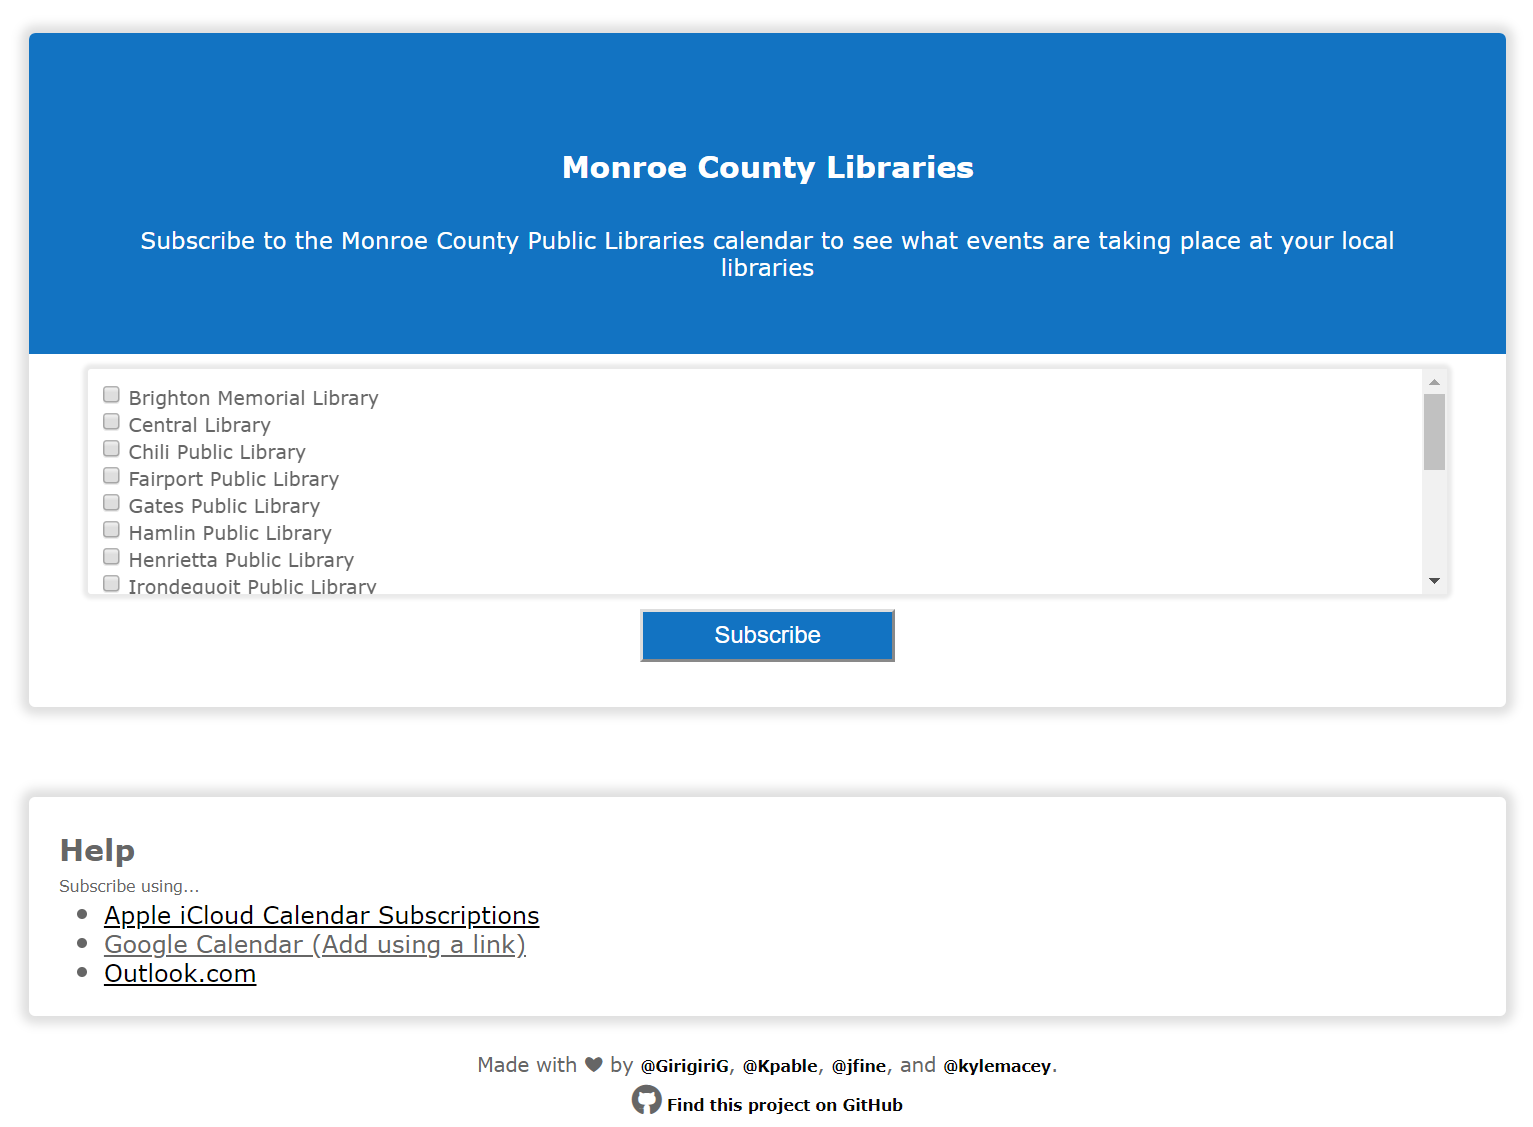 Monroe County Libraries
Subscribe to the Monroe County Public Libraries calendar to see what events are taking place at your local
libraries
Brighton Memorial Library
Central Library
Chili Public Library
Fairport Public Library
Gates Public Library
Hamlin Public Library
Henrietta Public Library
Irondequoit Public Library
Subscribe
Help
Subscribe using...
Apple iCloud Calendar Subscriptions
Google Calendar (Add using a link)
Outlook.com
Made with ♥ by @GirigiriG, @Kpable, @jfine, and @kylemacey.
Find this project on GitHub